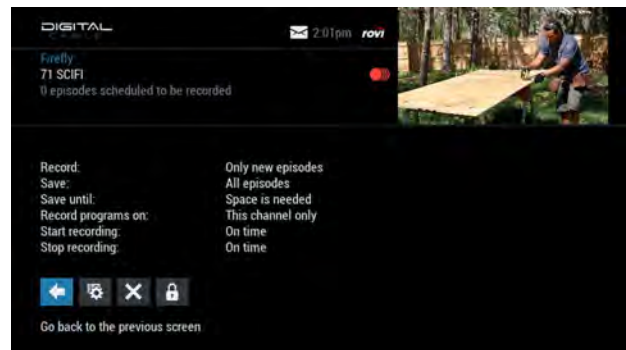 DIGITAL
CABLE
2:01pm rovi
Firefly
71 SCIFI
0 episodes scheduled to be recorded
Record: Only new episodes
Save: All episodes
Save until: Space is needed
Record programs on: This channel only
Start recording: On time
Stop recording: On time
Go back to the previous screen